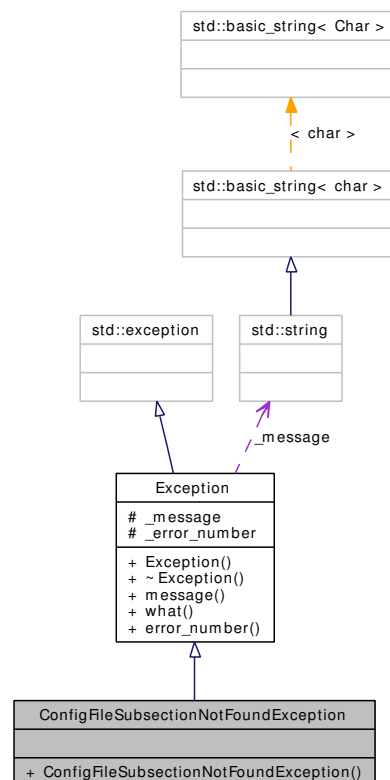 std::basic_string< Char >
< char >
std::basic_string< char >
std::exception
std::string
_message
Exception
# _message
# _error_number
+ Exception()
+ ~Exception()
+ message()
+ what()
+ error_number()
ConfigFileSubsectionNotFoundException
+ ConfigFileSubsectionNotFoundException()